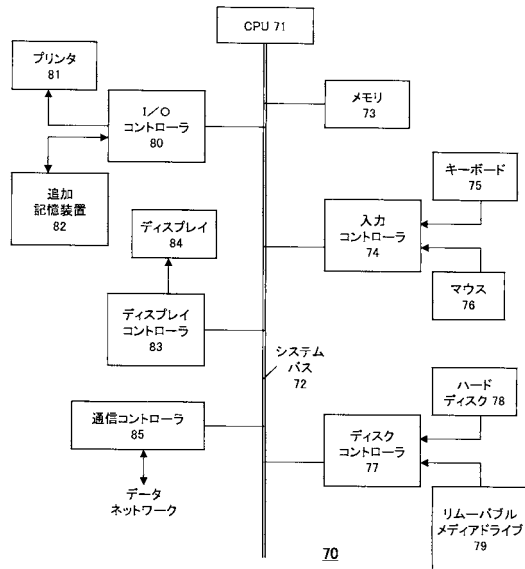 CPU 71
プリンタ
81
I/O
コントローラ
80
メモリ
73
追加
記憶装置
82
キーボード
75
ディスプレイ
84
入力
コントローラ
74
マウス
76
ディスプレイ
コントローラ
83
システム
バス
72
ハード
ディスク 78
通信コントローラ
85
ディスク
コントローラ
77
データ
ネットワーク
リムーバブル
メディアドライブ
79
70